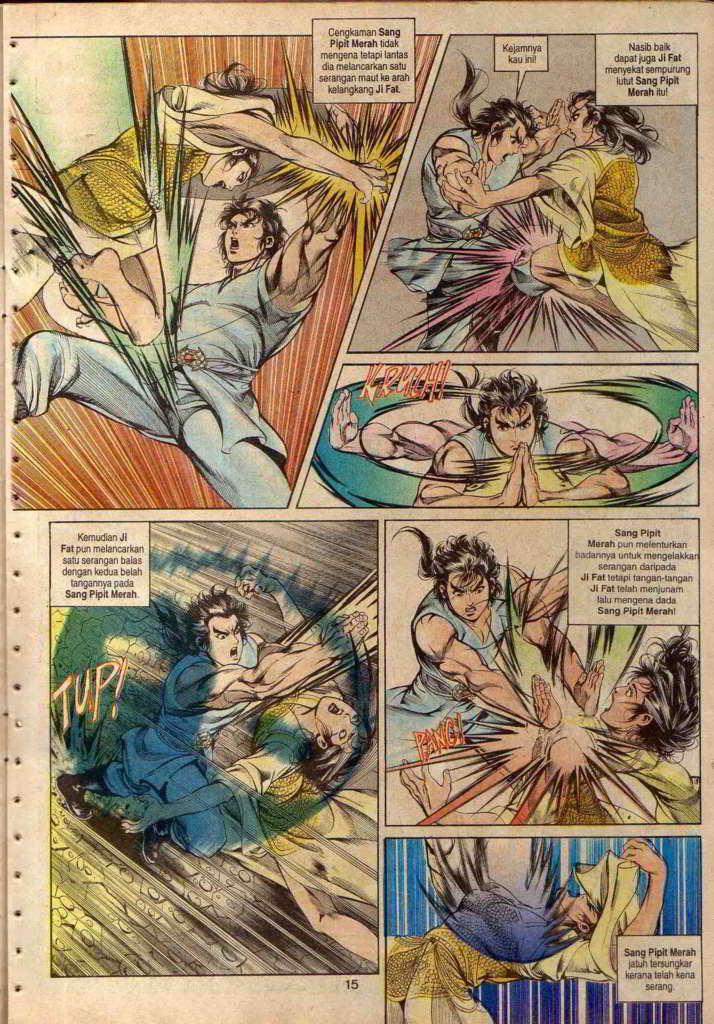 Cengkaman Sang
Pipit Merah tidak
mengena tetapi lantas
dia melancarkan satu
serangan maut ke arah
kelangkang Ji Fat.
Kejamnya
kau ini!
Nasib baik
dapat juga Ji Fat
menyekat sempurung
lutut Sang Pipit
Merah itu!
KRUCHI!
Kemudian Ji
Fat pun melancarkan
satu serangan balas
dengan kedua belah
tangannya pada
Sang Pipit Merah.
TUP!
Sang Pipit
Merah pun melenturkan
badannya untuk mengelakkan
serangan daripada
Ji Fat tetapi tangan-tangan
Ji Fat telah menjunam
lalu mengena dada
Sang Pipit Merah!
BANG!
Sang Pipit Merah
jatuh tersungkar
kerana telah kena
serang.
15